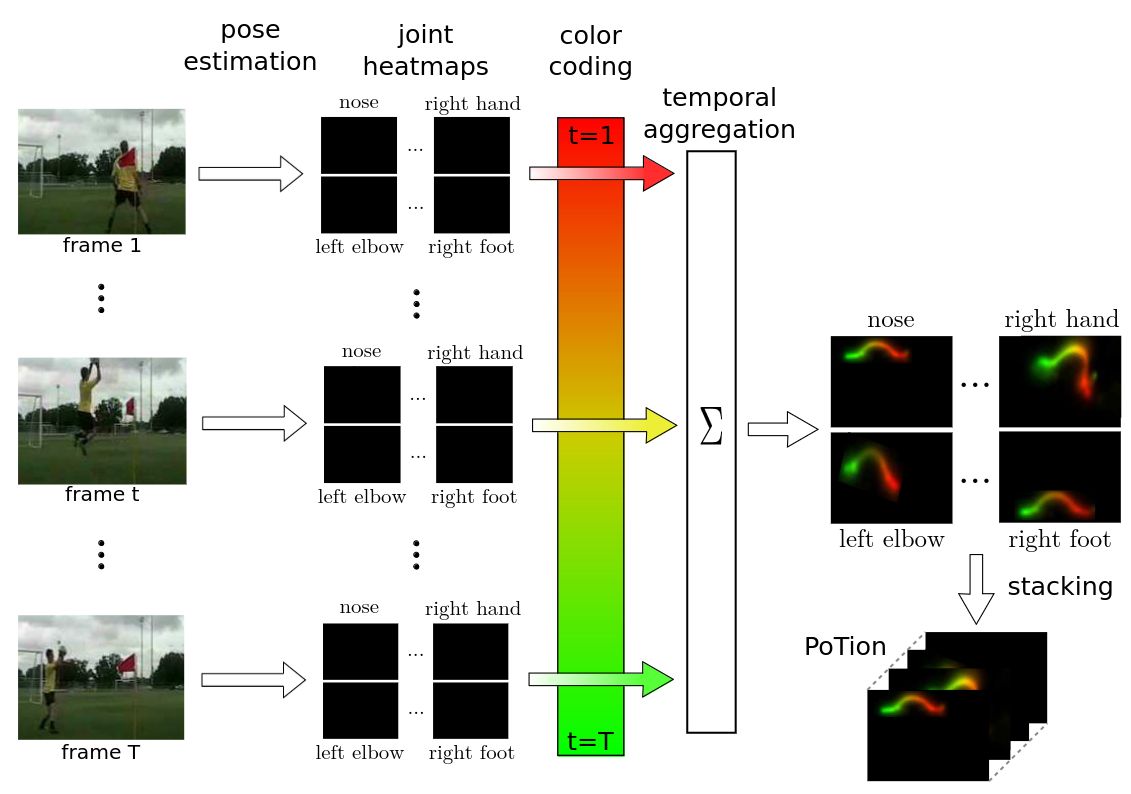 pose
estimation
joint
heatmaps
color
coding
temporal
aggregation
nose
right hand
...
...
left elbow
right foot
frame 1
t=1
nose
right hand
...
...
left elbow
right foot
frame t
∑
nose
right hand
...
...
left elbow
right foot
frame T
t=T
nose
right hand
...
...
left elbow
right foot
stacking
PoTion